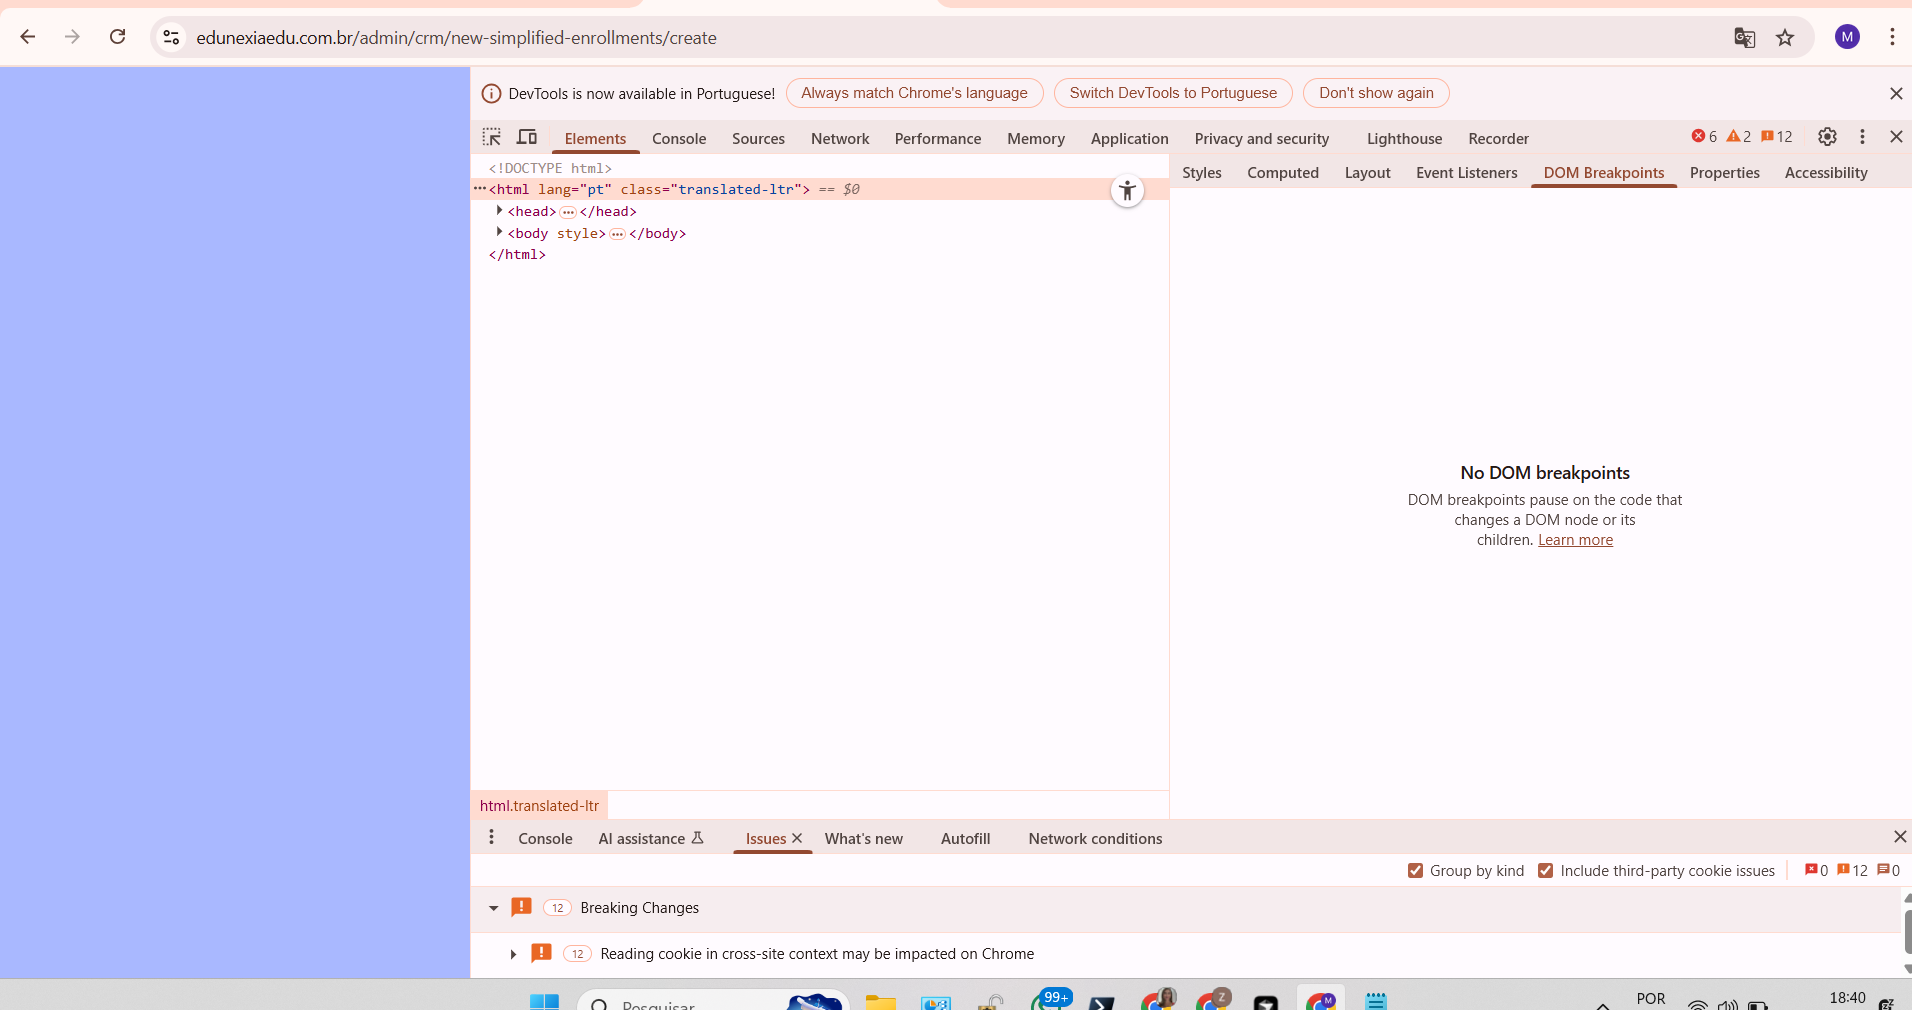 edunexiaedu.com.br/admin/crm/new-simplified-enrollments/create
M
DevTools is now available in Portuguese!
Always match Chrome's language
Switch DevTools to Portuguese
Don't show again
Elements
Console
Sources
Network
Performance
Memory
Application
Privacy and security
Lighthouse
Recorder
6
2
12
<!DOCTYPE html>
<html lang="pt" class="translated-ltr"> == $0
<head> … </head>
<body style> … </body>
</html>
Styles
Computed
Layout
Event Listeners
DOM Breakpoints
Properties
Accessibility
No DOM breakpoints
DOM breakpoints pause on the code that
changes a DOM node or its
children. Learn more
html.translated-ltr
Console
AI assistance
Issues
What's new
Autofill
Network conditions
Group by kind
Include third-party cookie issues
0
12
0
12 Breaking Changes
12 Reading cookie in cross-site context may be impacted on Chrome
Pesquisar
99+
Z
M
POR
18:40